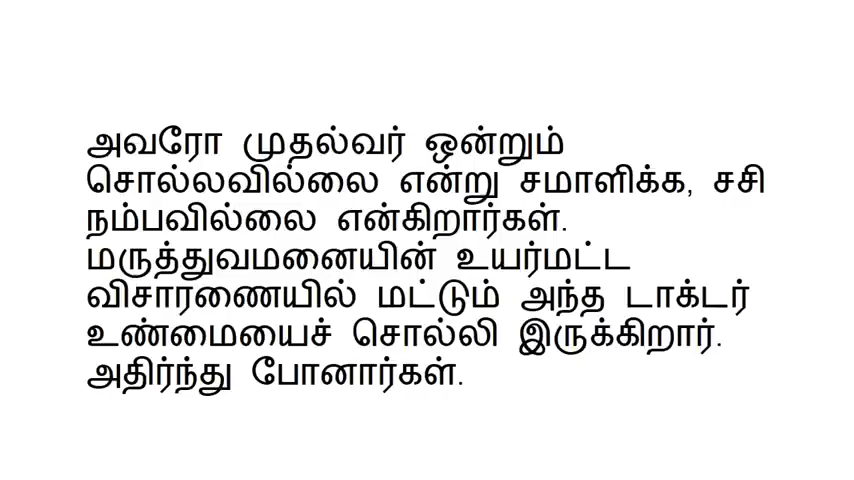 அவரோ முதல்வர் ஒன்றும்
சொல்லவில்லை என்று சமாளிக்க, சசி
நம்பவில்லை என்கிறார்கள்.
மருத்துவமனையின் உயர்மட்ட
விசாரணையில் மட்டும் அந்த டாக்டர்
உண்மையைச் சொல்லி இருக்கிறார்.
அதிர்ந்து போனார்கள்.